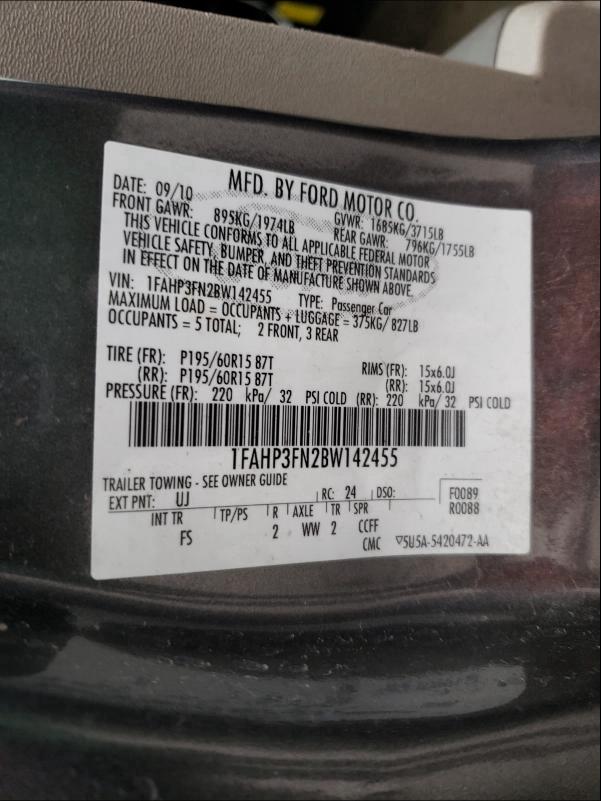 MFD. BY FORD MOTOR CO.
DATE: 09/10 GVWR: 1685KG/3715LB
FRONT GAWR: 895KG/1974LB REAR GAWR: 796KG/1755LB
THIS VEHICLE CONFORMS TO ALL APPLICABLE FEDERAL MOTOR
VEHICLE SAFETY, BUMPER, AND THEFT PREVENTION STANDARDS
IN EFFECT ON THE DATE OF MANUFACTURE SHOWN ABOVE.
VIN: 1FAHP3FN2BW142455 TYPE: Passenger Car
MAXIMUM LOAD = OCCUPANTS + LUGGAGE = 375KG/ 827LB
OCCUPANTS = 5 TOTAL; 2 FRONT, 3 REAR
TIRE (FR): P195/60R15 87T RIMS (FR): 15x6.0J
(RR): P195/60R15 87T (RR): 15x6.0J
PRESSURE (FR): 220 kPa/ 32 PSI COLD (RR): 220 kPa/ 32 PSI COLD
1FAHP3FN2BW142455
TRAILER TOWING - SEE OWNER GUIDE
EXT PNT: UJ RC: 24 DSO: F0089
R0088
INT TR TP/PS R AXLE TR SPR
FS 2 WW 2 CCFF
CMC ▽5U5A-5420472-AA